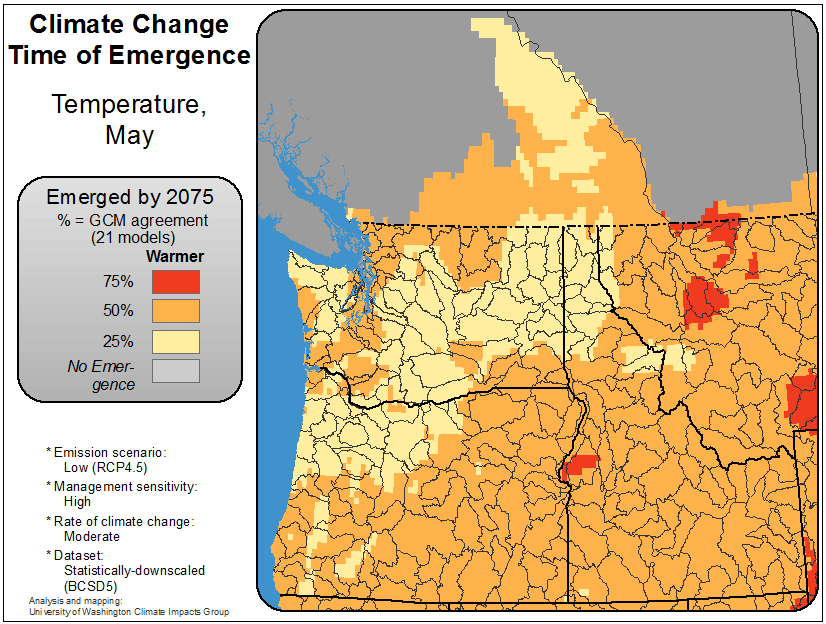 Climate Change
Time of Emergence
Temperature,
May
Emerged by 2075
% = GCM agreement
(21 models)
Warmer
75%
50%
25%
No Emer-
gence
* Emission scenario:
Low (RCP4.5)
* Management sensitivity:
High
* Rate of climate change:
Moderate
* Dataset:
Statistically-downscaled
(BCSD5)
Analysis and mapping:
University of Washington Climate Impacts Group